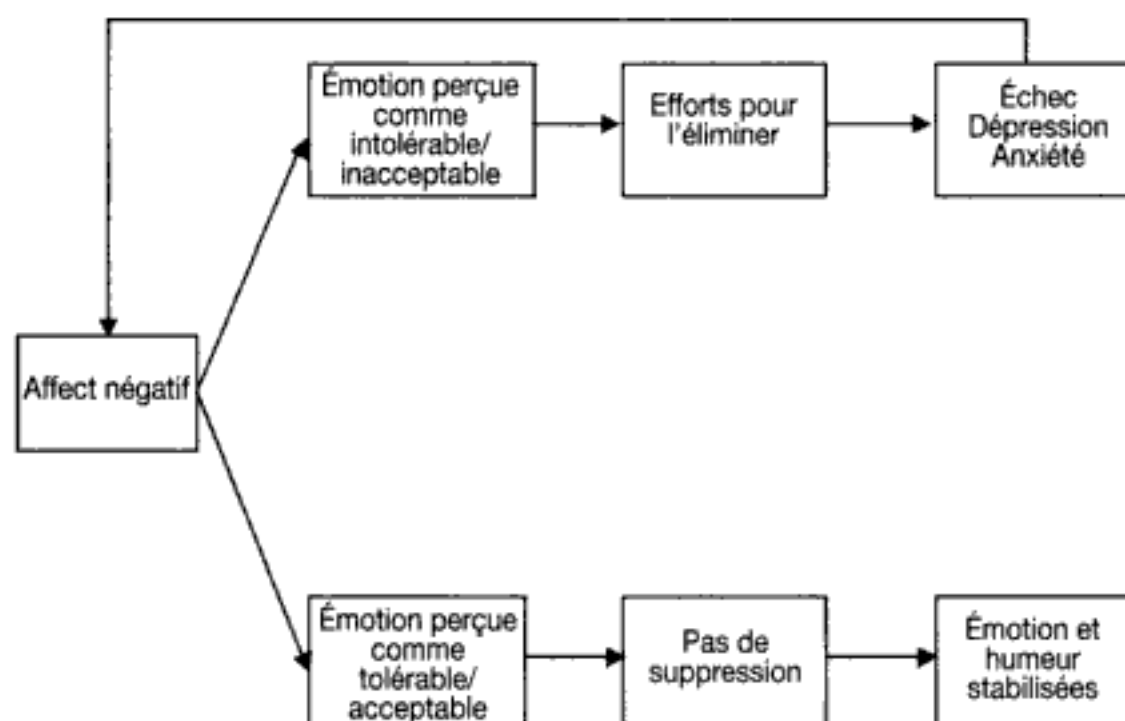 Émotion perçue
comme
intolérable/
inacceptable
Efforts pour
l'éliminer
Échec
Dépression
Anxiété
Affect négatif
Émotion perçue
comme
tolérable/
acceptable
Pas de
suppression
Émotion et
humeur
stabilisées